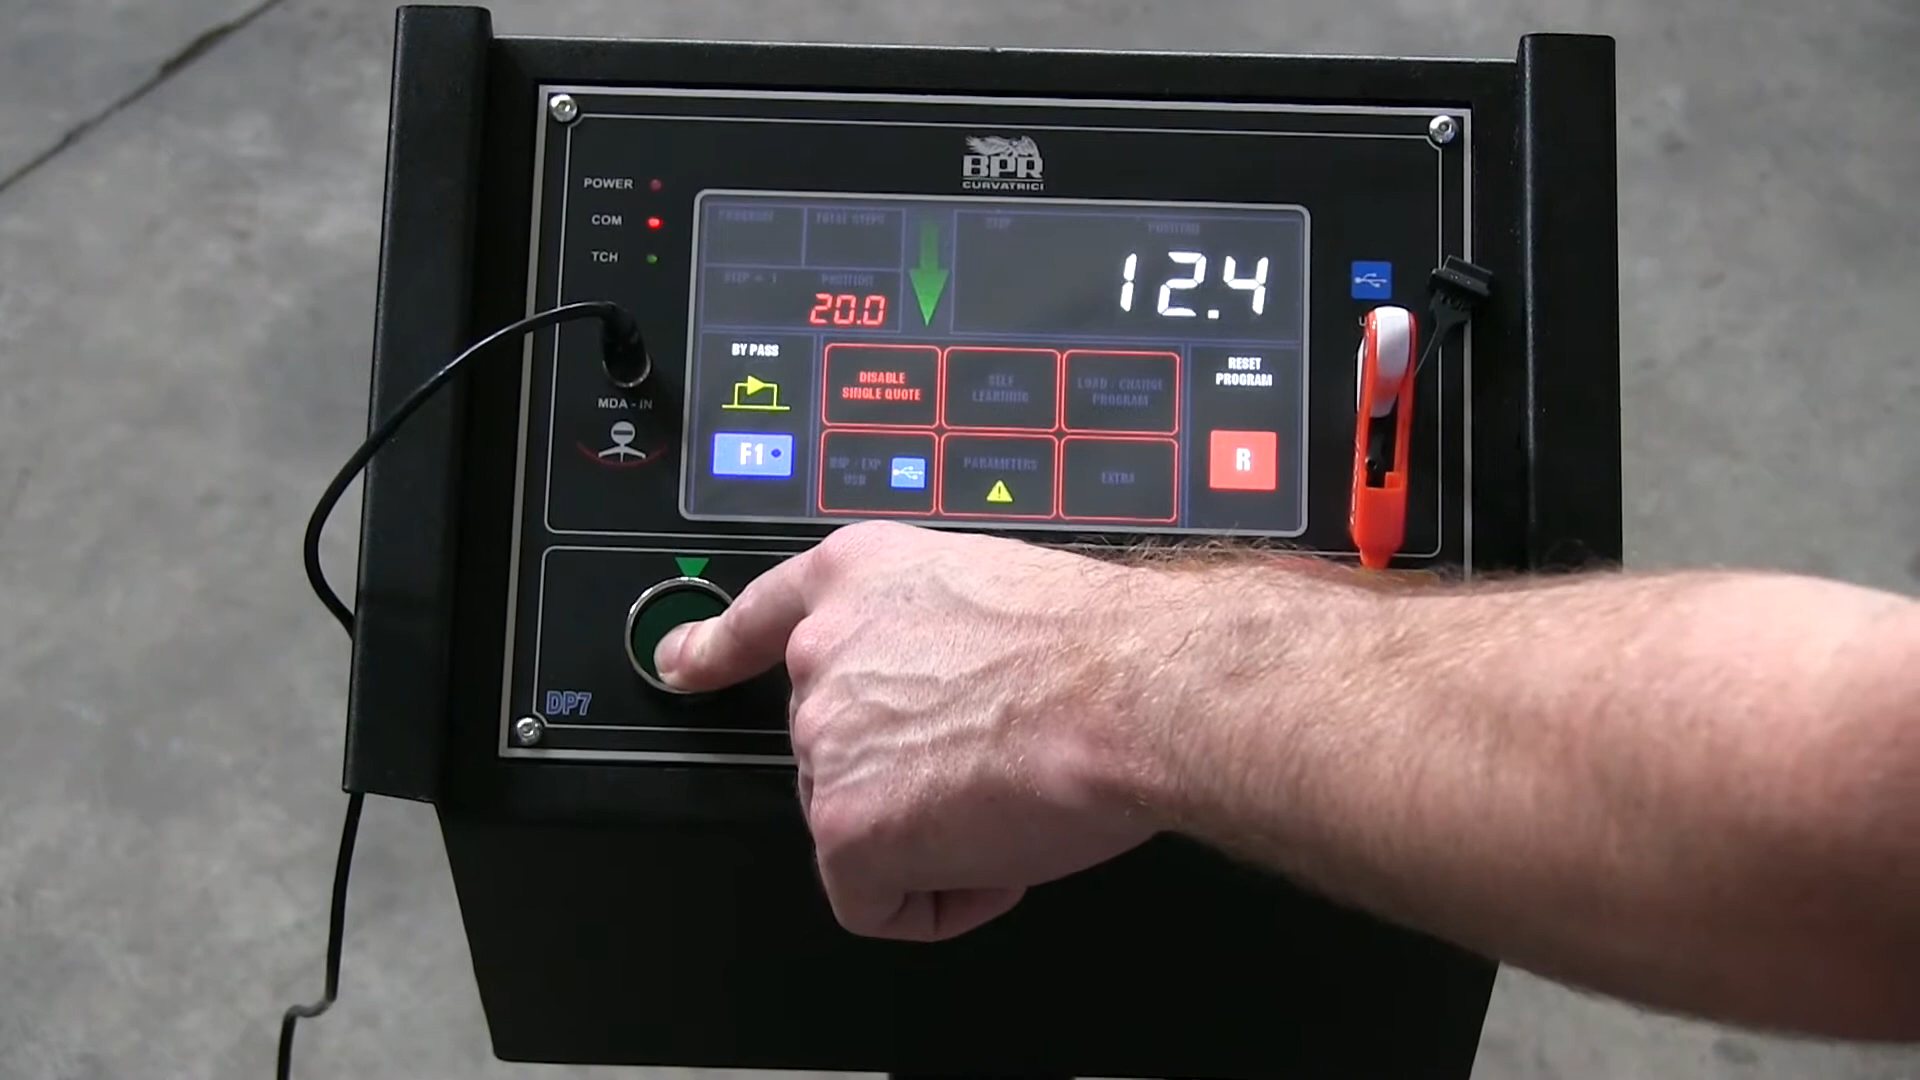 BPR
CURVATRICI
POWER
COM
TCH
MDA - IN
PROGRAM
TOTAL STEPS
STEP + 1
POSITION
20.0
STEP
POSITION
12.4
BY PASS
F1
DISABLE
SINGLE QUOTE
SELF
LEARNING
LOAD / CHANGE
PROGRAM
IMP / EXP
USB
PARAMETERS
EXTRA
RESET
PROGRAM
R
DP7